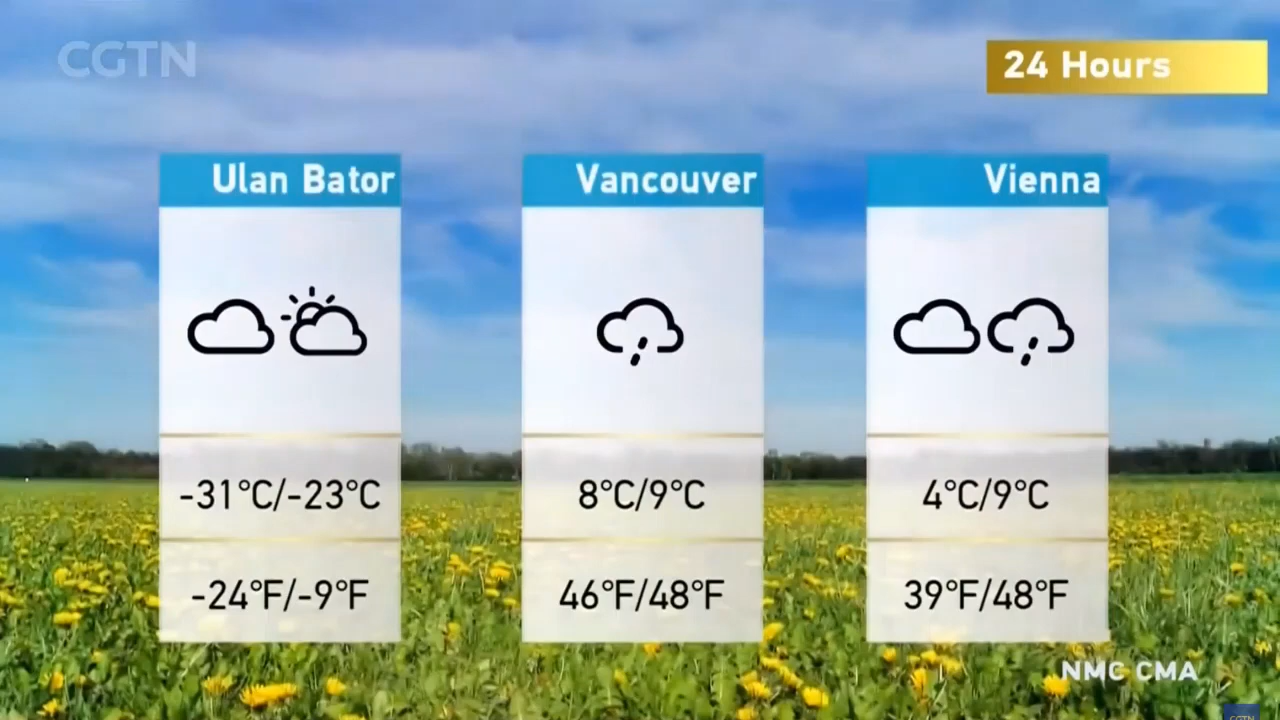 CGTN
24 Hours
Ulan Bator
-31°C/-23°C
-24°F/-9°F
Vancouver
8°C/9°C
46°F/48°F
Vienna
4°C/9°C
39°F/48°F
NMC CMA
CGTN